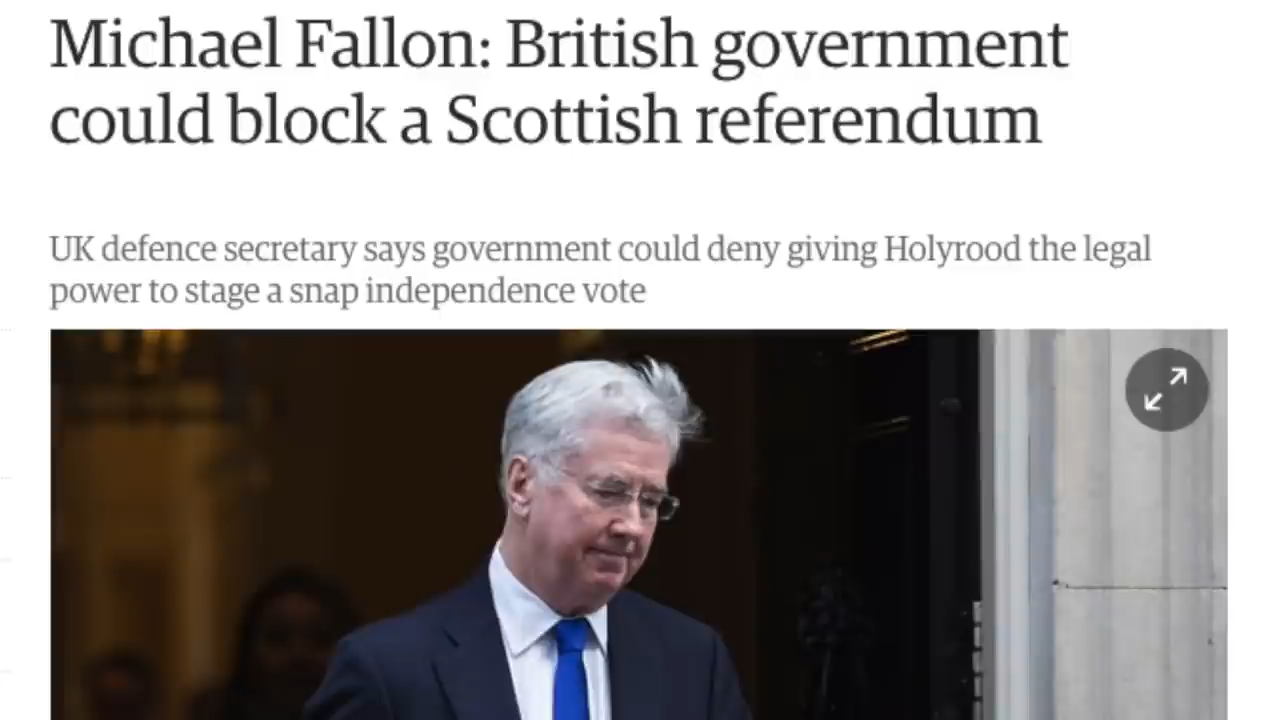 Michael Fallon: British government
could block a Scottish referendum
UK defence secretary says government could deny giving Holyrood the legal
power to stage a snap independence vote